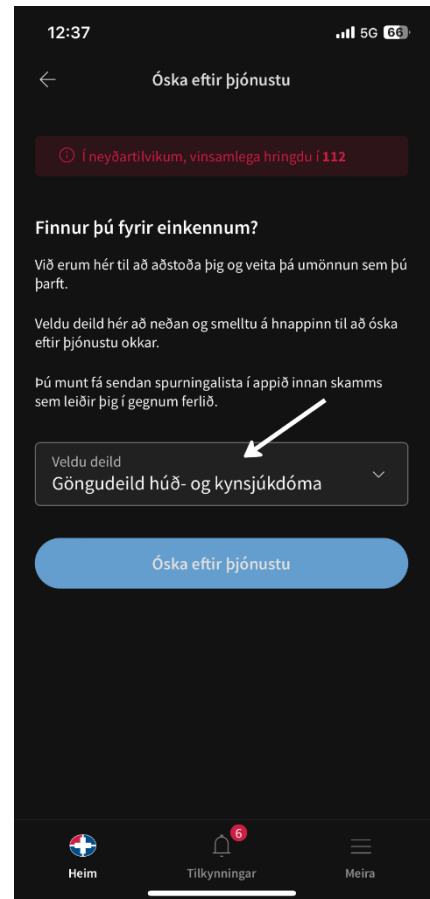 12:37
5G 66
Óska eftir þjónustu
Í neyðartilvikum, vinsamlega hringdu í 112
Finnur þú fyrir einkennum?
Við erum hér til að aðstoða þig og veita þá umönnun sem þú
þarft.
Veldu deild hér að neðan og smelltu á hnappinn til að óska
eftir þjónustu okkar.
Þú munt fá sendan spurningalista í appið innan skamms
sem leiðir þig í gegnum ferlið.
Veldu deild
Göngudeild húð- og kynsjúkdóma
Óska eftir þjónustu
6
Heim
Tilkynningar
Meira